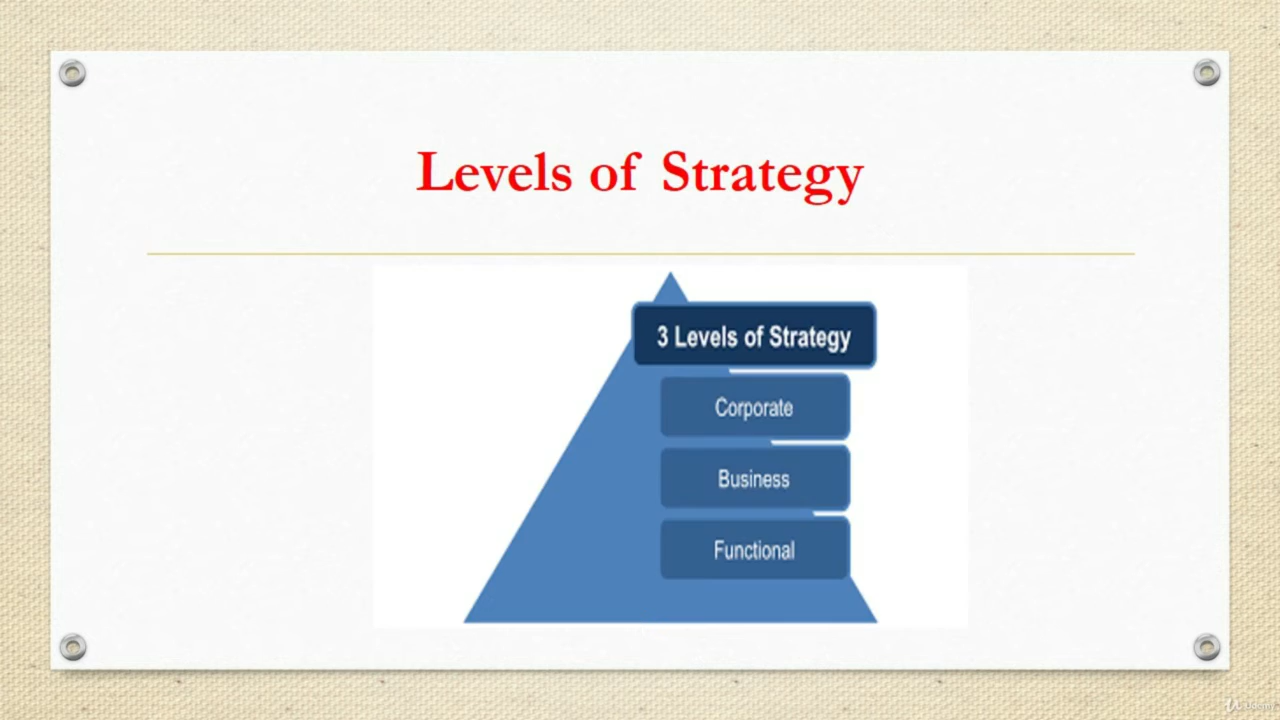 Levels of Strategy
3 Levels of Strategy
Corporate
Business
Functional